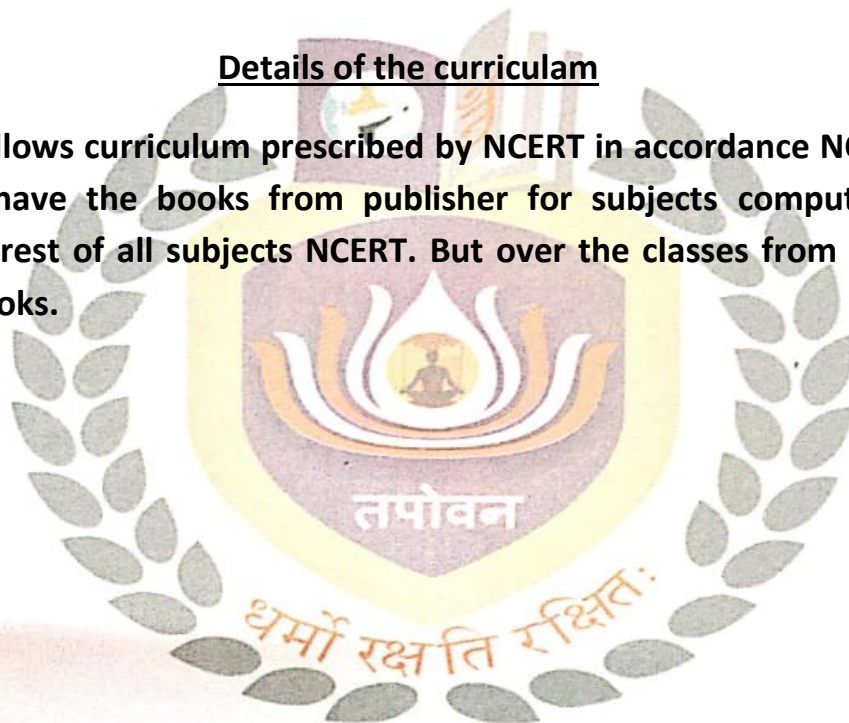 Details of the curriculam
llows curriculum prescribed by NCERT in accordance NC
have the books from publisher for subjects comput
rest of all subjects NCERT. But over the classes from
oks.
तपोवन
धर्मो रक्षति रक्षितः